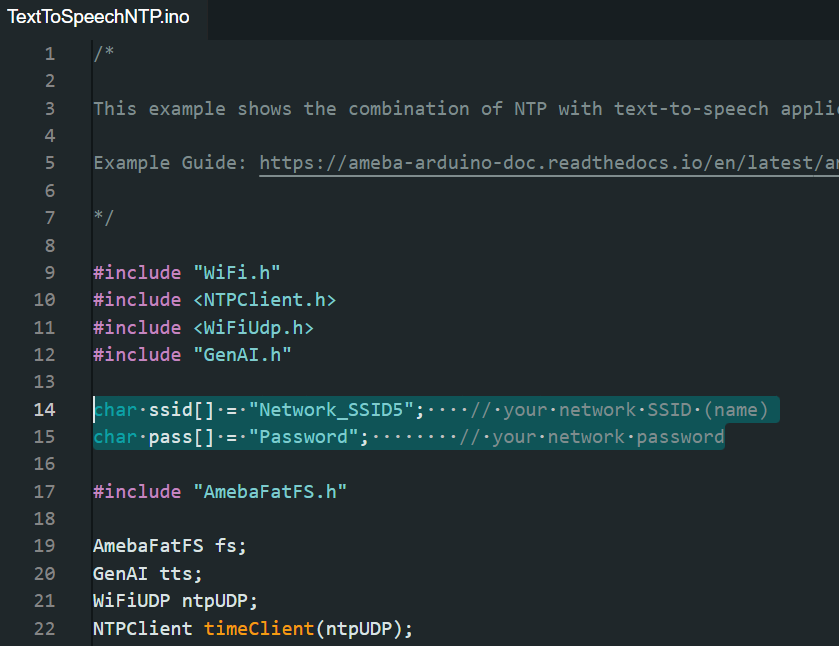 TextToSpeechNTP.ino
1 /*
2
3 This example shows the combination of NTP with text-to-speech
4
5 Example Guide: https://ameba-arduino-doc.readthedocs.io/en/latest/
6
7 */
8
9 #include "WiFi.h"
10 #include <NTPClient.h>
11 #include <WiFiUdp.h>
12 #include "GenAI.h"
13
14 char ssid[] = "Network_SSID5";    // your network SSID (name)
15 char pass[] = "Password";        // your network password
16
17 #include "AmebaFatFS.h"
18
19 AmebaFatFS fs;
20 GenAI tts;
21 WiFiUDP ntpUDP;
22 NTPClient timeClient(ntpUDP);